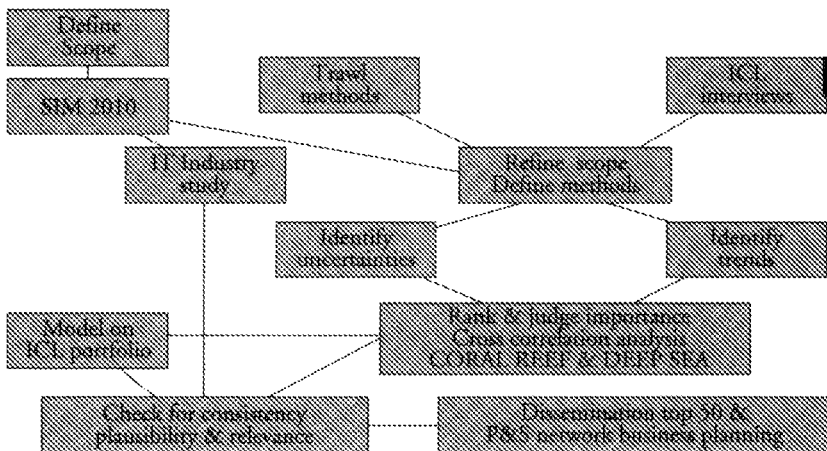 Define
Scope
SIM 2010
Trawl
methods
ICL
interviews
IT Industry
study
Refine scope
Define methods
Identify
uncertainties
Identify
trends
Model on
ICL portfolio
Rank & judge importance
Cross correlation analysis
CORAL REEF & DEEP SEA
Check for consistency
plausibility & relevance
Dissemination top 50 &
P&S network business planning